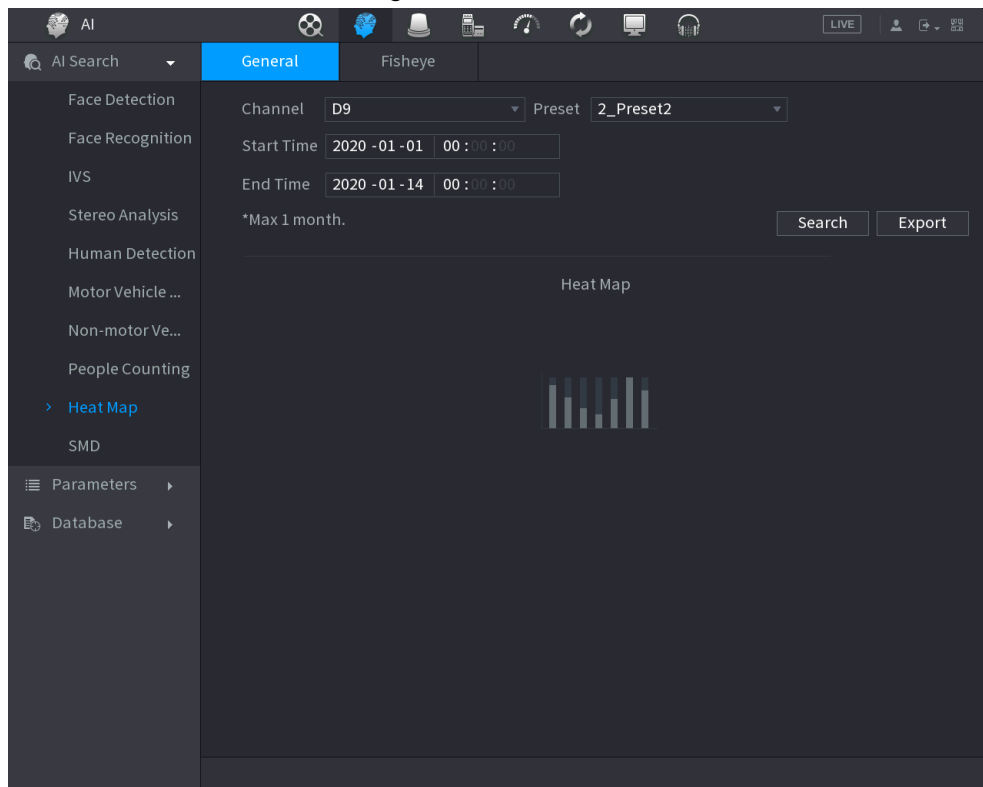 AI LIVE
AI Search
General Fisheye
Face Detection
Face Recognition
IVS
Stereo Analysis
Human Detection
Motor Vehicle ...
Non-motor Ve...
People Counting
Heat Map
SMD
Parameters
Database
Channel D9 Preset 2_Preset2
Start Time 2020 -01 -01 00 :00 :00
End Time 2020 -01 -14 00 :00 :00
*Max 1 month.
Search Export
Heat Map